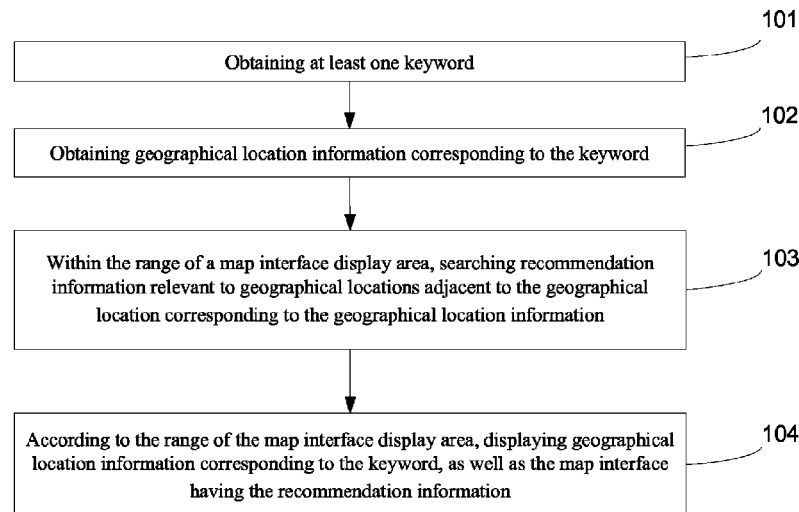 101
Obtaining at least one keyword
102
Obtaining geographical location information corresponding to the keyword
103
Within the range of a map interface display area, searching recommendation
information relevant to geographical locations adjacent to the geographical
location corresponding to the geographical location information
104
According to the range of the map interface display area, displaying geographical
location information corresponding to the keyword, as well as the map interface
having the recommendation information